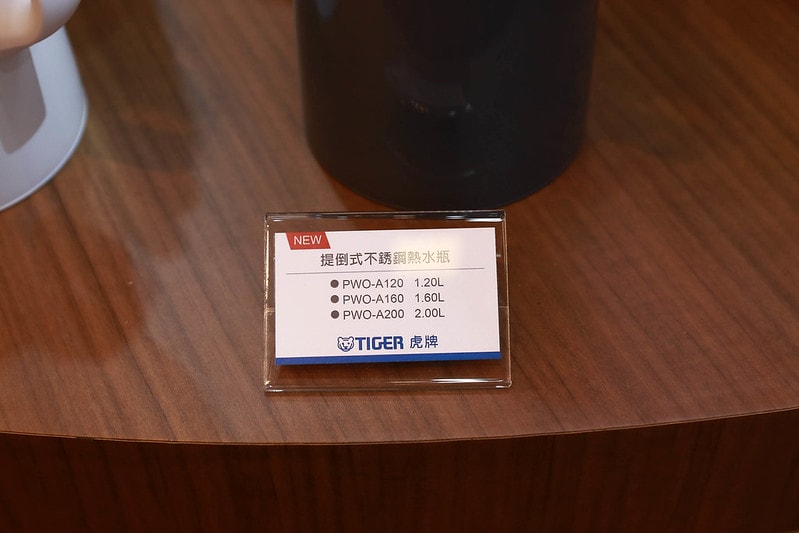 NEW
提倒式不銹鋼熱水瓶
● PWO-A120 1.20L
● PWO-A160 1.60L
● PWO-A200 2.00L
TIGER 虎牌